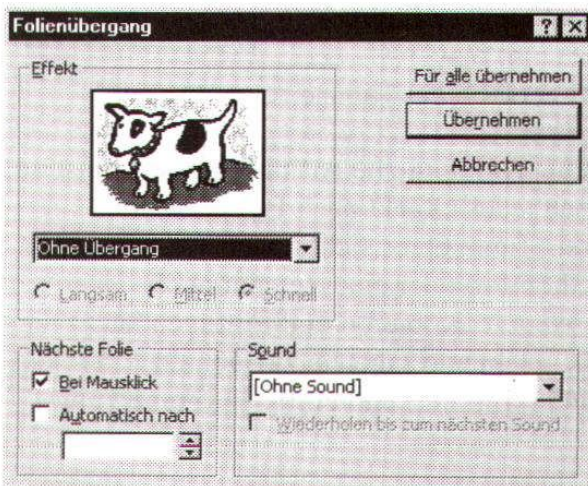 Folienübergang
Effekt
Für alle übernehmen
Übernehmen
Abbrechen
Ohne Übergang
Langsam Mittel Schnell
Nächste Folie
Bei Mausklick
Automatisch nach
Sound
[Ohne Sound]
Wiederholen bis zum nächsten Sound